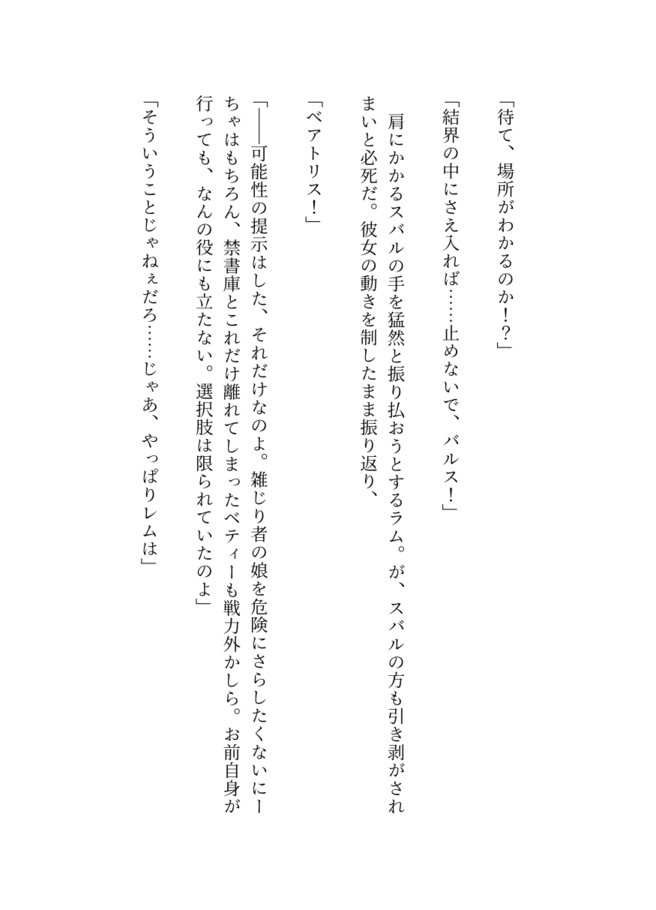 「待て、場所がわかるのか！？」
「結界の中にさえ入れば……止めないで、バルス！」
　肩にかかるスバルの手を猛然と振り払おうとするラム。が、スバルの方も引き剥がされ
まいと必死だ。彼女の動きを制したまま振り返り、
「ベアトリス！」
「――可能性の提示はした、それだけなのよ。雑じり者の娘を危険にさらしたくないにー
ちゃはもちろん、禁書庫とこれだけ離れてしまったベティーも戦力外かしら。お前自身が
行っても、なんの役にも立たない。選択肢は限られていたのよ」
「そういうことじゃねぇだろ……じゃあ、やっぱりレムは」